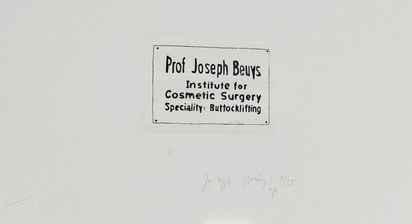 Prof Joseph Beuys
Institute for
Cosmetic Surgery
Speciality: Buttocklifting